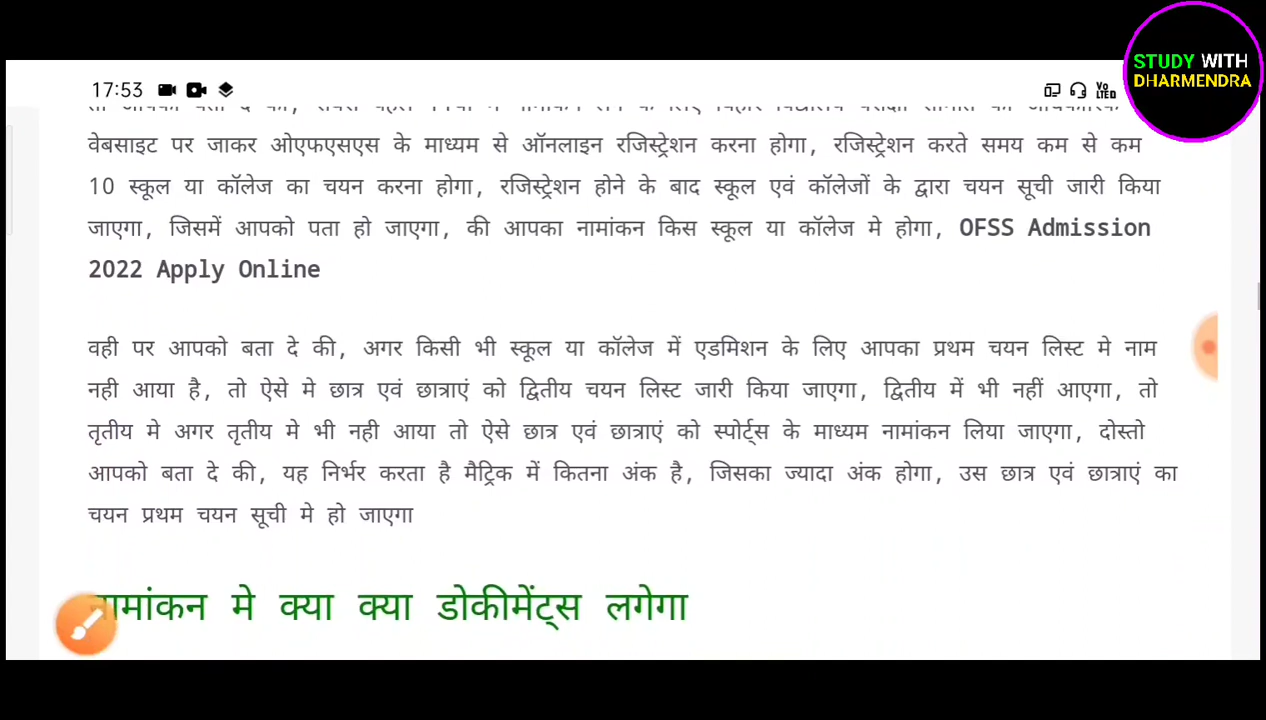 STUDY WITH
DHARMENDRA
17:53
वेबसाइट पर जाकर ओएफएसएस के माध्यम से ऑनलाइन रजिस्ट्रेशन करना होगा, रजिस्ट्रेशन करते समय कम से कम
10 स्कूल या कॉलेज का चयन करना होगा, रजिस्ट्रेशन होने के बाद स्कूल एवं कॉलेजों के द्वारा चयन सूची जारी किया
जाएगा, जिसमें आपको पता हो जाएगा, की आपका नामांकन किस स्कूल या कॉलेज मे होगा, OFSS Admission
2022 Apply Online
वही पर आपको बता दे की, अगर किसी भी स्कूल या कॉलेज में एडमिशन के लिए आपका प्रथम चयन लिस्ट मे नाम
नही आया है, तो ऐसे मे छात्र एवं छात्राएं को द्वितीय चयन लिस्ट जारी किया जाएगा, द्वितीय में भी नहीं आएगा, तो
तृतीय मे अगर तृतीय मे भी नही आया तो ऐसे छात्र एवं छात्राएं को स्पोर्ट्स के माध्यम नामांकन लिया जाएगा, दोस्तो
आपको बता दे की, यह निर्भर करता है मैट्रिक में कितना अंक है, जिसका ज्यादा अंक होगा, उस छात्र एवं छात्राएं का
चयन प्रथम चयन सूची मे हो जाएगा
नामांकन मे क्या क्या डोकीमेंट्स लगेगा